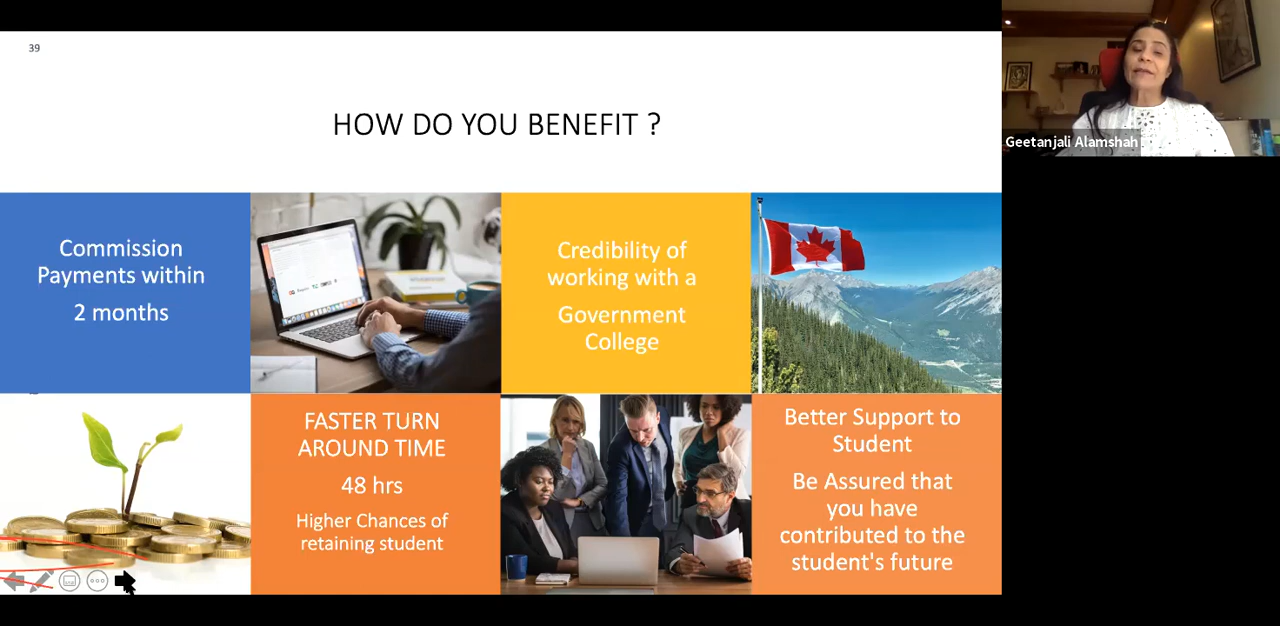 39
HOW DO YOU BENEFIT ?
Geetanjali Alamshah
Commission
Payments within
2 months
Credibility of
working with a
Government
College
FASTER TURN
AROUND TIME
48 hrs
Higher Chances of
retaining student
Better Support to
Student
Be Assured that
you have
contributed to the
student's future